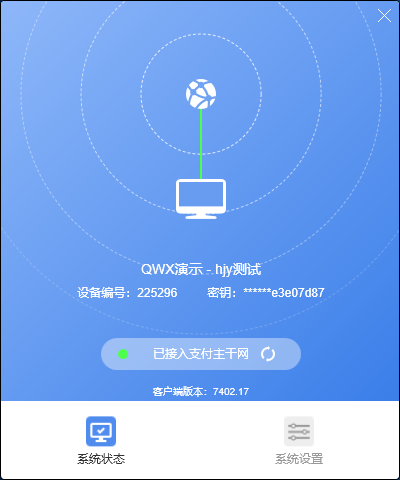 QWX演示 - hjy测试
设备编号：225296 密钥：******e3e07d87
已接入支付主干网
客户端版本：7402.17
系统状态 系统设置